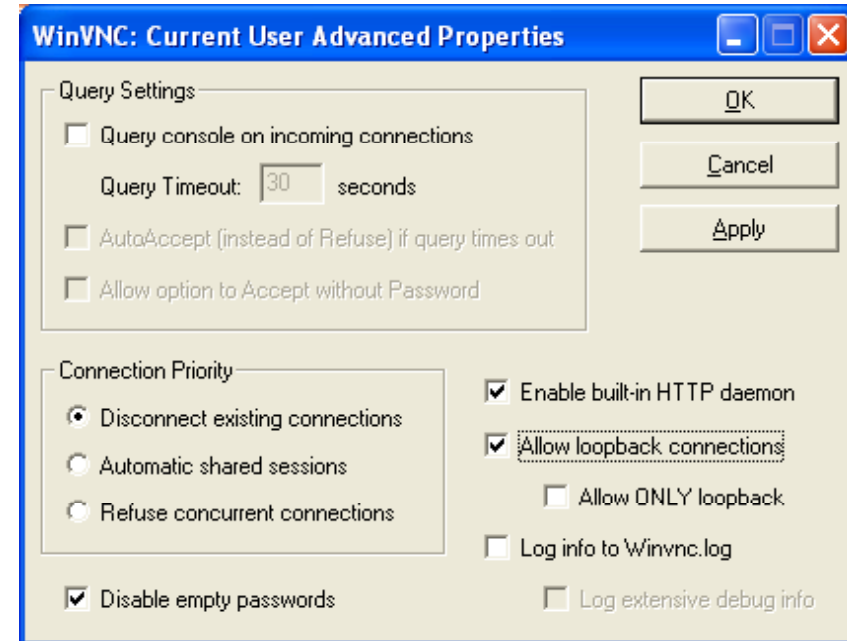 WinVNC: Current User Advanced Properties
Query Settings
Query console on incoming connections
Query Timeout: 30 seconds
AutoAccept (instead of Refuse) if query times out
Allow option to Accept without Password
OK
Cancel
Apply
Connection Priority
Disconnect existing connections
Automatic shared sessions
Refuse concurrent connections
Disable empty passwords
Enable built-in HTTP daemon
Allow loopback connections
Allow ONLY loopback
Log info to Winvnc.log
Log extensive debug info